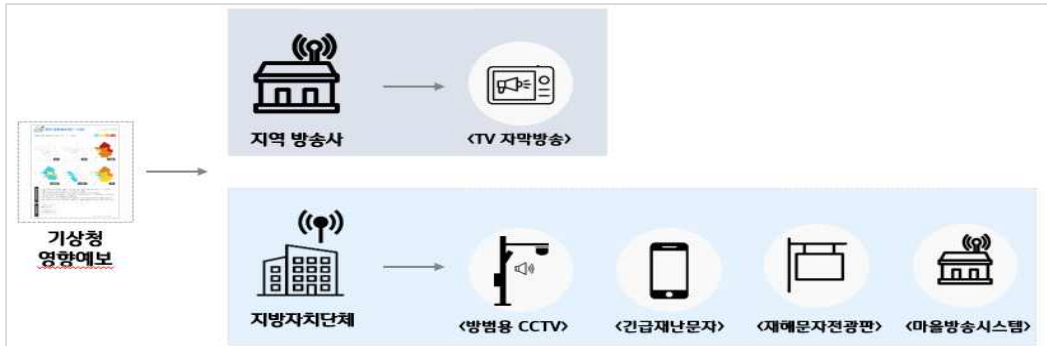 지역 방송사
<TV 자막방송>
기상청
영향예보
지방자치단체
<방범용 CCTV>
<긴급재난문자>
<재해문자전광판>
<마을방송시스템>